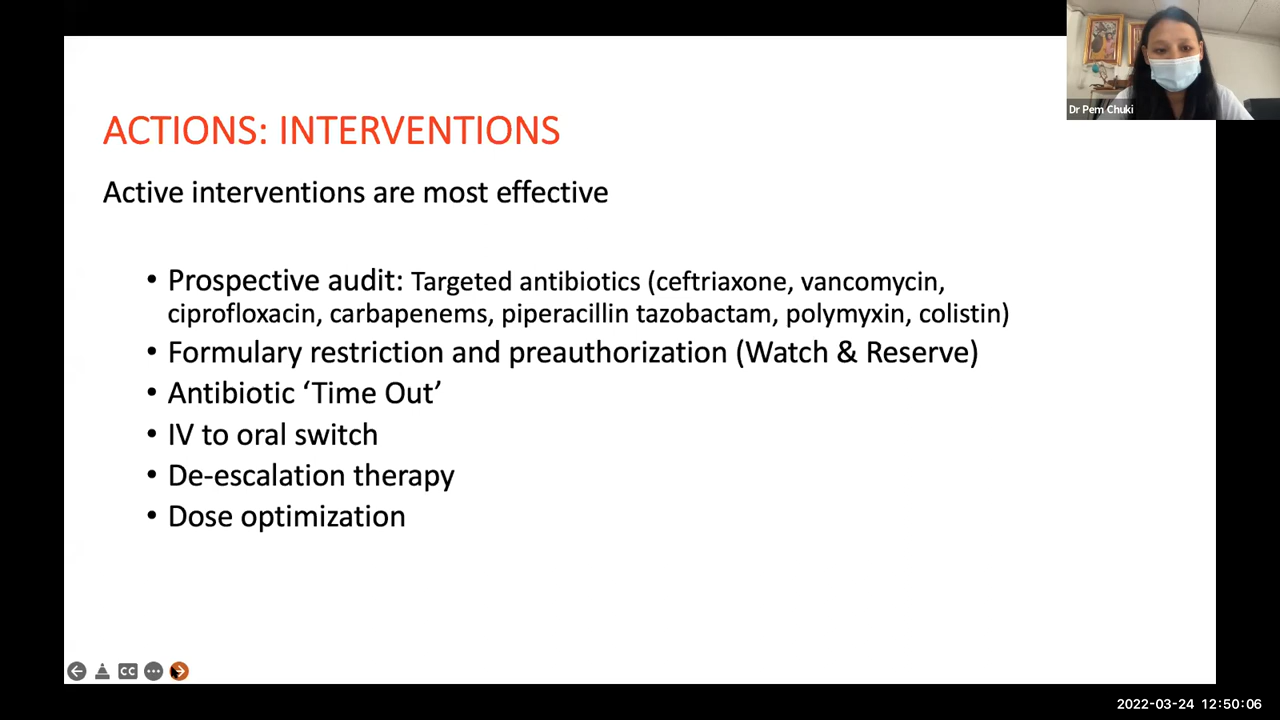 Dr Pem Chuki
ACTIONS: INTERVENTIONS
Active interventions are most effective
• Prospective audit: Targeted antibiotics (ceftriaxone, vancomycin,
ciprofloxacin, carbapenems, piperacillin tazobactam, polymyxin, colistin)
• Formulary restriction and preauthorization (Watch & Reserve)
• Antibiotic ‘Time Out’
• IV to oral switch
• De-escalation therapy
• Dose optimization
CC
2022-03-24 12:50:06